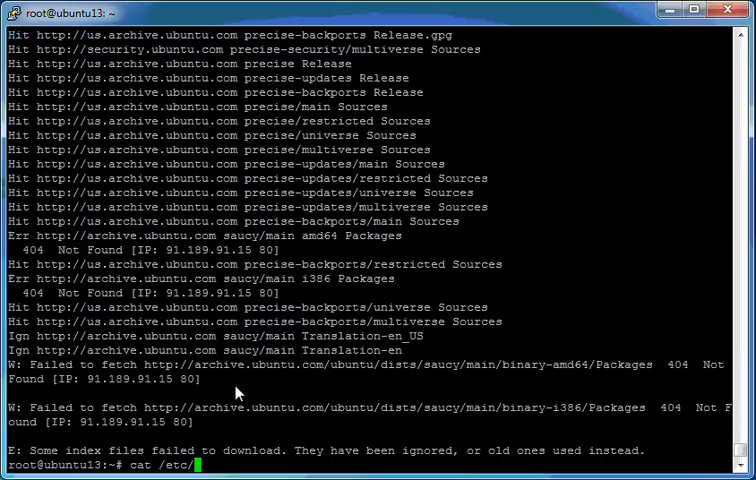 root@ubuntu13: ~
Hit http://us.archive.ubuntu.com precise-backports Release.gpg
Hit http://security.ubuntu.com precise-security/multiverse Sources
Hit http://us.archive.ubuntu.com precise Release
Hit http://us.archive.ubuntu.com precise-updates Release
Hit http://us.archive.ubuntu.com precise-backports Release
Hit http://us.archive.ubuntu.com precise/main Sources
Hit http://us.archive.ubuntu.com precise/restricted Sources
Hit http://us.archive.ubuntu.com precise/universe Sources
Hit http://us.archive.ubuntu.com precise/multiverse Sources
Hit http://us.archive.ubuntu.com precise-updates/main Sources
Hit http://us.archive.ubuntu.com precise-updates/restricted Sources
Hit http://us.archive.ubuntu.com precise-updates/universe Sources
Hit http://us.archive.ubuntu.com precise-updates/multiverse Sources
Hit http://us.archive.ubuntu.com precise-backports/main Sources
Err http://archive.ubuntu.com saucy/main amd64 Packages
  404  Not Found [IP: 91.189.91.15 80]
Hit http://us.archive.ubuntu.com precise-backports/restricted Sources
Err http://archive.ubuntu.com saucy/main i386 Packages
  404  Not Found [IP: 91.189.91.15 80]
Hit http://us.archive.ubuntu.com precise-backports/universe Sources
Hit http://us.archive.ubuntu.com precise-backports/multiverse Sources
Ign http://archive.ubuntu.com saucy/main Translation-en_US
Ign http://archive.ubuntu.com saucy/main Translation-en
W: Failed to fetch http://archive.ubuntu.com/ubuntu/dists/saucy/main/binary-amd64/Packages  404  Not
Found [IP: 91.189.91.15 80]
W: Failed to fetch http://archive.ubuntu.com/ubuntu/dists/saucy/main/binary-i386/Packages  404  Not F
ound [IP: 91.189.91.15 80]
E: Some index files failed to download. They have been ignored, or old ones used instead.
root@ubuntu13:~# cat /etc/